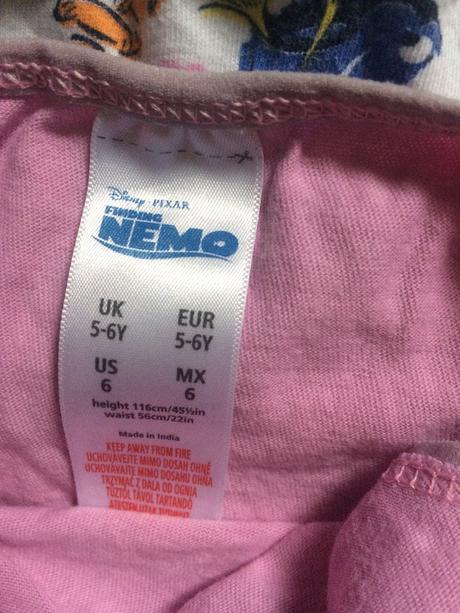 Disney · PIXAR
FINDING
NEMO
UK
5-6Y
EUR
5-6Y
US
6
MX
6
height 116cm/45½in
waist 56cm/22in
Made in India
KEEP AWAY FROM FIRE
UCHOVÁVEJTE MIMO DOSAH OHNĚ
UCHOVÁVAJTE MIMO DOSAHU OHŇA
TRZYMAĆ Z DALA OD OGNIA
TŰZTŐL TÁVOL TARTANDÓ